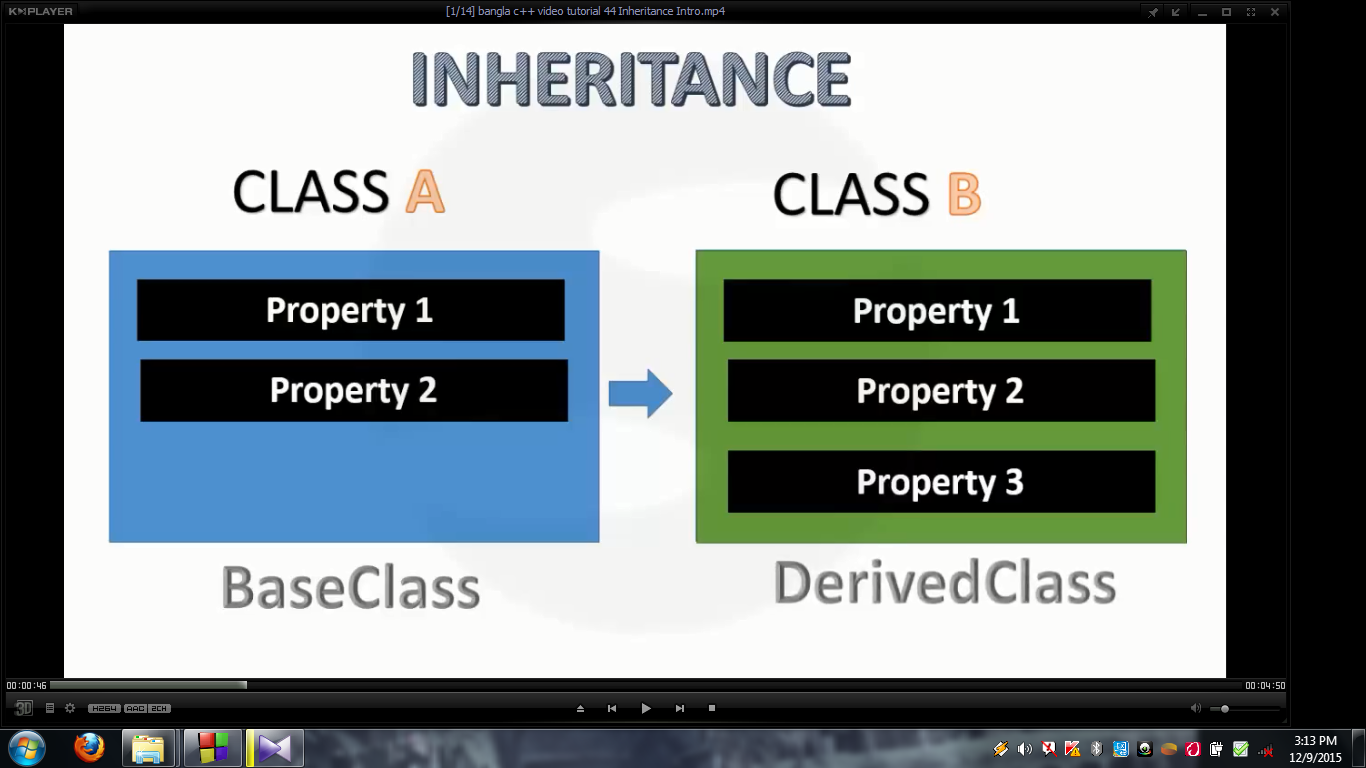 K▶MPLAYER
[1/14] bangla c++ video tutorial 44 Inheritance Intro.mp4
INHERITANCE
CLASS A
CLASS B
Property 1
Property 2
Property 1
Property 2
Property 3
BaseClass
DerivedClass
00:00:46
00:04:50
3D
H264 AAC 2CH
3:13 PM
12/9/2015